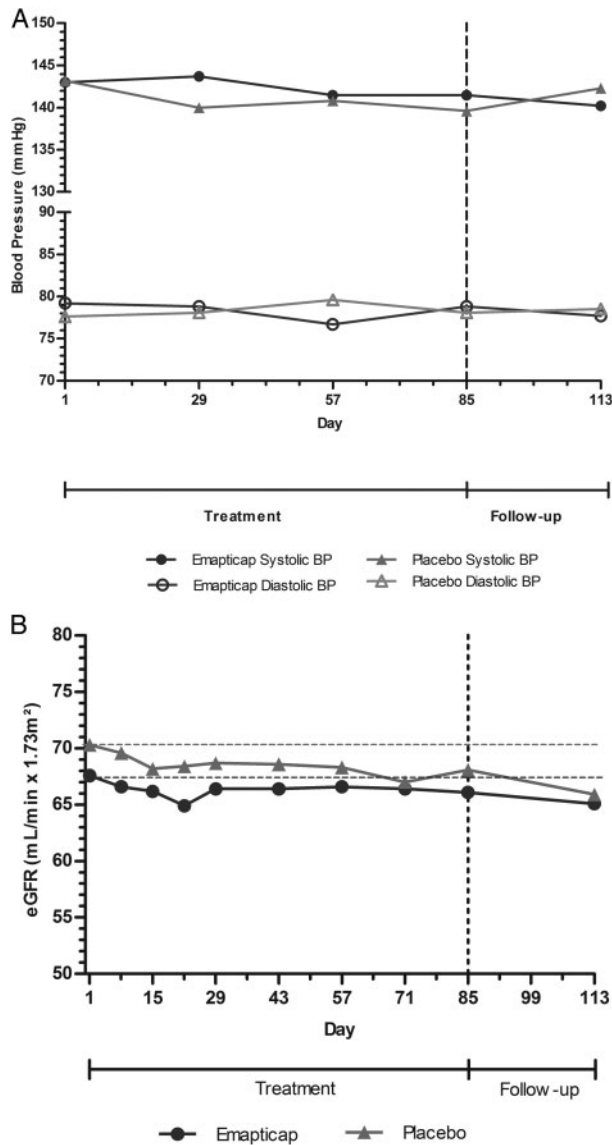 A
Blood Pressure (mmHg)
150
145
140
135
130
90
85
80
75
70
1 29 57 85 113
Day
Treatment Follow-up
Emapticap Systolic BP Placebo Systolic BP
Emapticap Diastolic BP Placebo Diastolic BP
B
eGFR (mL/min x 1.73m²)
80
75
70
65
60
55
50
1 15 29 43 57 71 85 99 113
Day
Treatment Follow-up
Emapticap Placebo